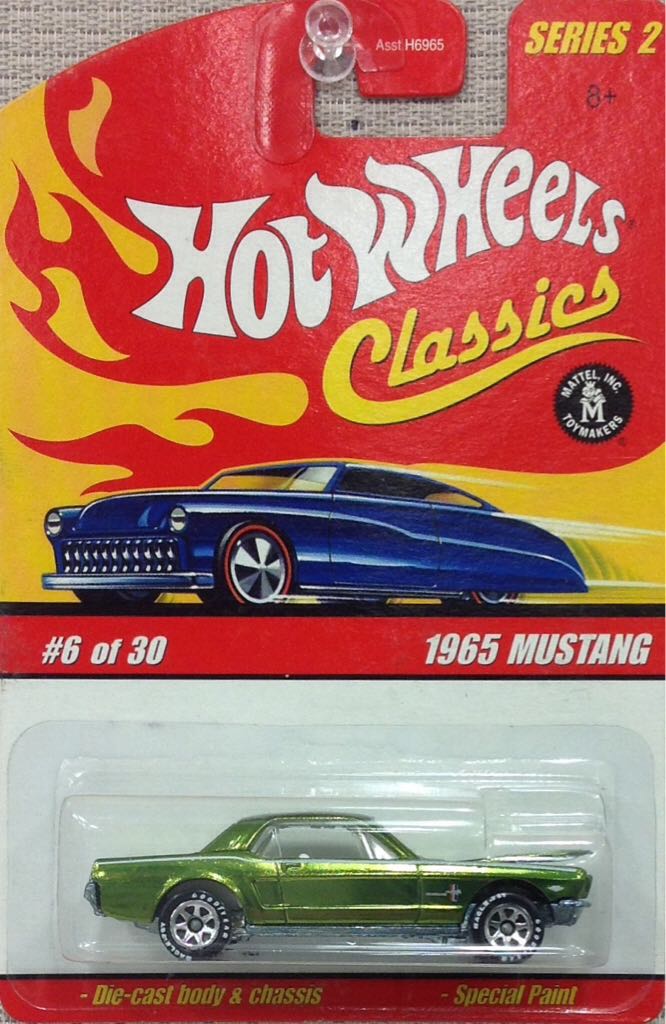 Asst H6965
SERIES 2
8+
HOT WHEELS
Classics
MATTEL, INC.
M
TOYMAKERS
#6 of 30
1965 MUSTANG
GOODYEAR
- Die-cast body & chassis
- Special Paint